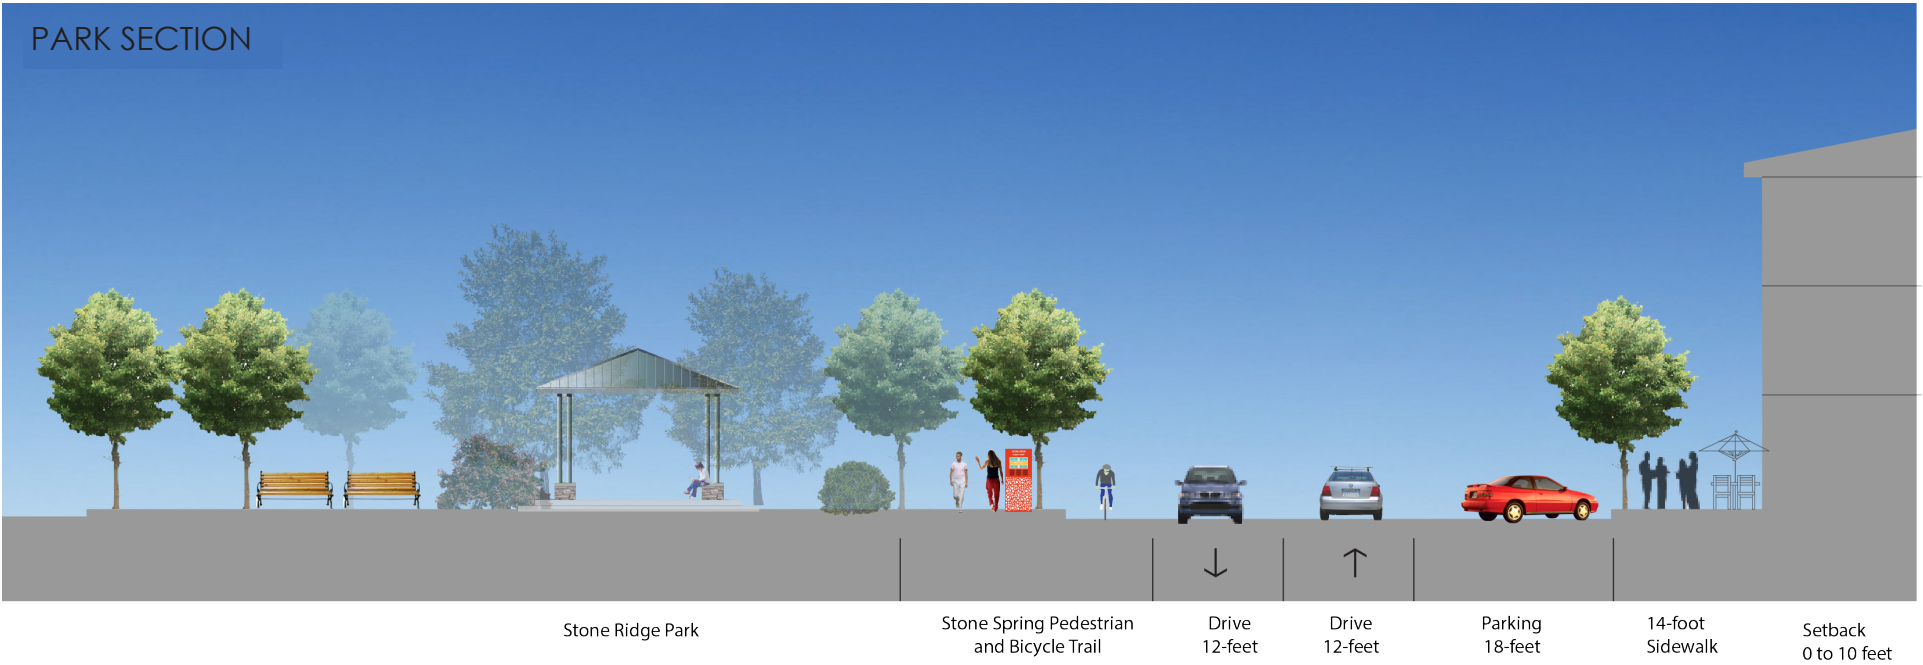 PARK SECTION
Stone Ridge Park
Stone Spring Pedestrian
and Bicycle Trail
Drive
12-feet
Drive
12-feet
Parking
18-feet
14-foot
Sidewalk
Setback
0 to 10 feet